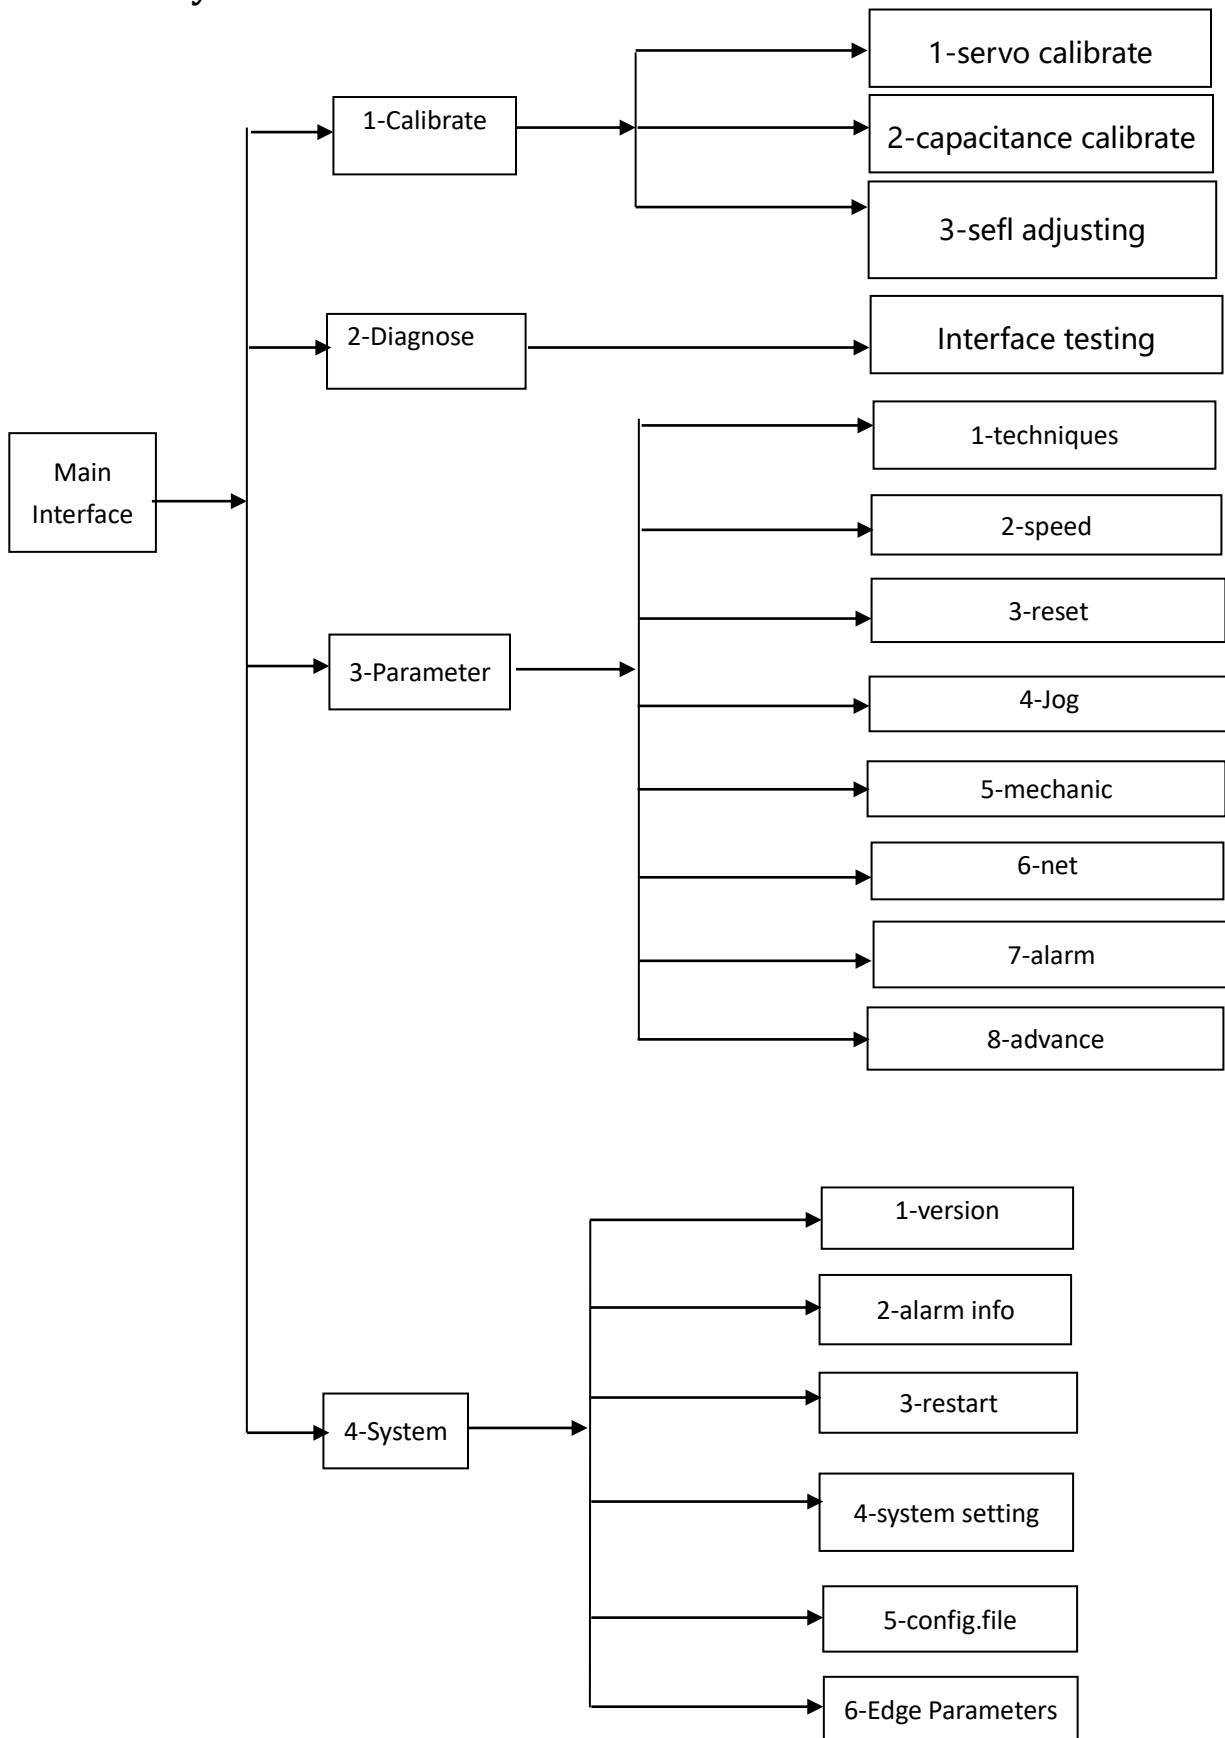 1-servo calibrate
1-Calibrate
2-capacitance calibrate
3-sefl adjusting
2-Diagnose
Interface testing
Main
Interface
1-techniques
2-speed
3-reset
3-Parameter
4-Jog
5-mechanic
6-net
7-alarm
8-advance
1-version
2-alarm info
3-restart
4-System
4-system setting
5-config.file
6-Edge Parameters